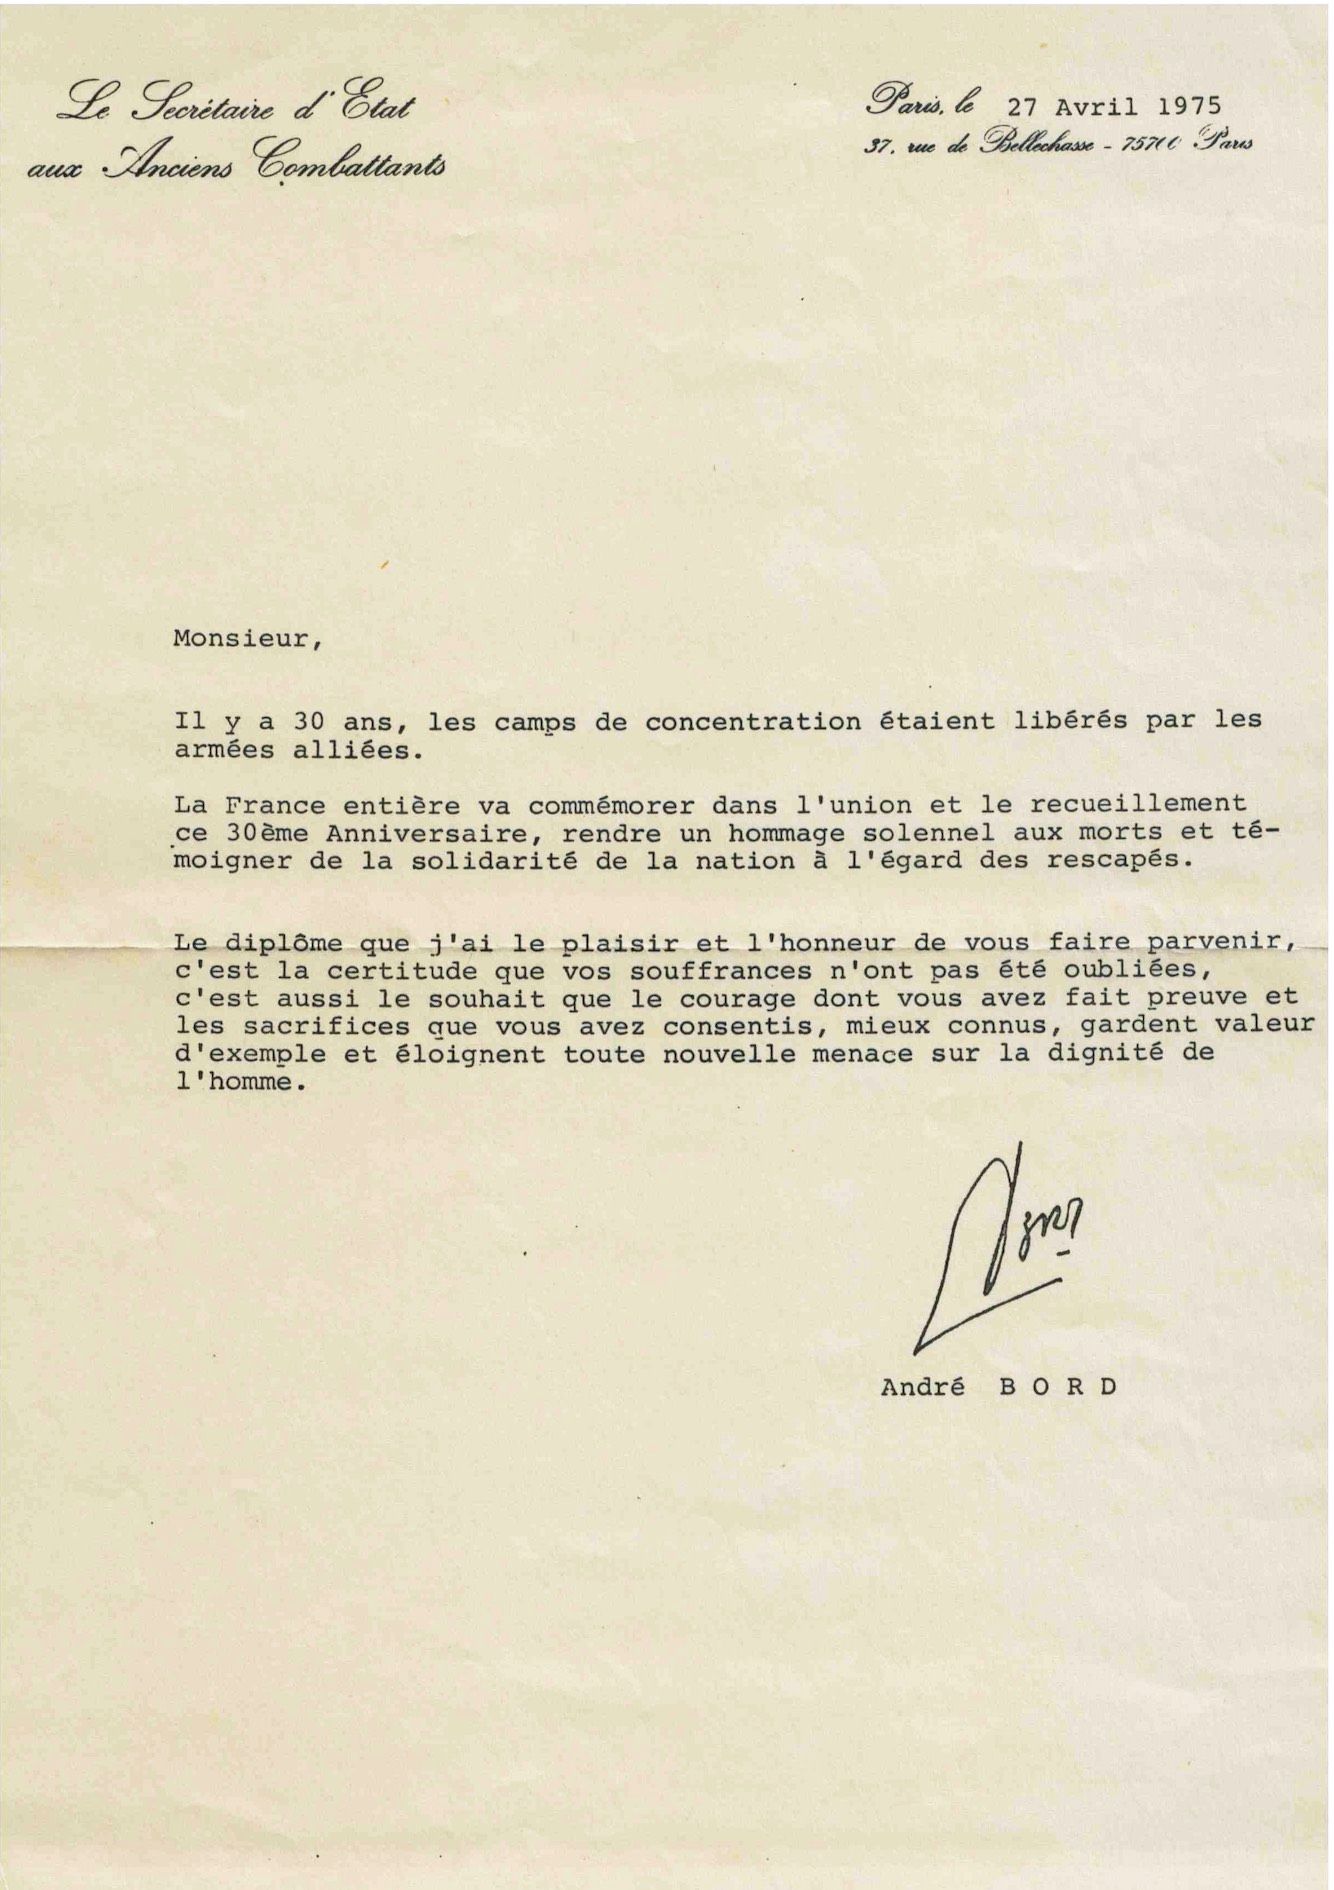 Le Secrétaire d'Etat
aux Anciens Combattants
Paris, le 27 Avril 1975
37, rue de Bellechasse - 75700 Paris
Monsieur,
Il y a 30 ans, les camps de concentration étaient libérés par les
armées alliées.
La France entière va commémorer dans l'union et le recueillement
ce 30ème Anniversaire, rendre un hommage solennel aux morts et té-
moigner de la solidarité de la nation à l'égard des rescapés.
Le diplôme que j'ai le plaisir et l'honneur de vous faire parvenir,
c'est la certitude que vos souffrances n'ont pas été oubliées,
c'est aussi le souhait que le courage dont vous avez fait preuve et
les sacrifices que vous avez consentis, mieux connus, gardent valeur
d'exemple et éloignent toute nouvelle menace sur la dignité de
l'homme.
André B O R D